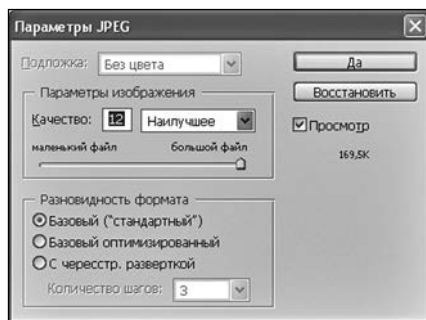 Параметры JPEG
Подложка: Без цвета
Да
Параметры изображения
Восстановить
Качество: 12 Наилучшее
Просмотр
маленький файл большой файл
169,5K
Разновидность формата
Базовый ("стандартный")
Базовый оптимизированный
С чересстр. разверткой
Количество шагов: 3